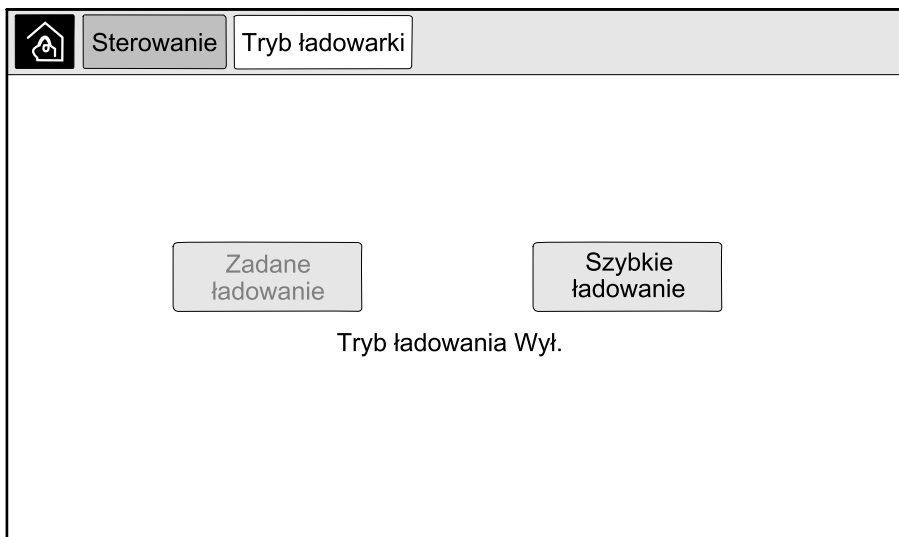 Sterowanie Tryb ładowarki
Zadane
ładowanie
Szybkie
ładowanie
Tryb ładowania Wył.